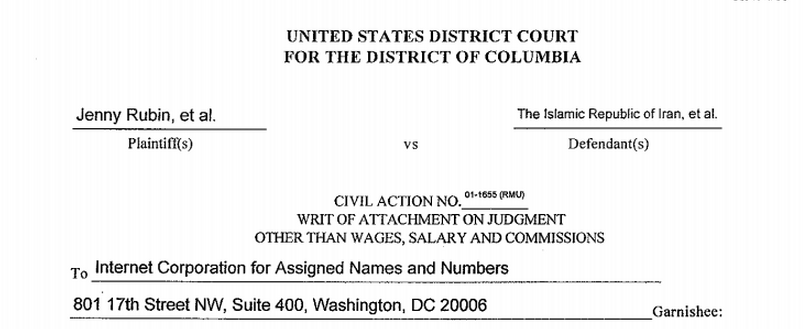 UNITED STATES DISTRICT COURT
FOR THE DISTRICT OF COLUMBIA
Jenny Rubin, et al. The Islamic Republic of Iran, et al.
Plaintiff(s) vs Defendant(s)
CIVIL ACTION NO. 01-1655 (RMU)
WRIT OF ATTACHMENT ON JUDGMENT
OTHER THAN WAGES, SALARY AND COMMISSIONS
To Internet Corporation for Assigned Names and Numbers
801 17th Street NW, Suite 400, Washington, DC 20006 Garnishee: